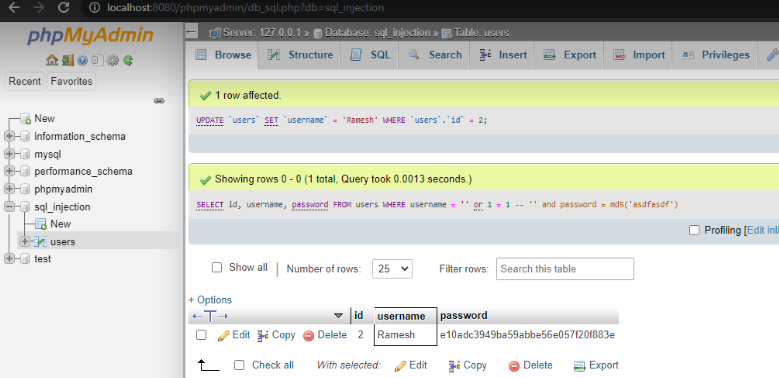 localhost:8080/phpmyadmin/db_sql.php?db=sql_injection
phpMyAdmin
Recent Favorites
New
information_schema
mysql
performance_schema
phpmyadmin
sql_injection
New
users
test
Server: 127.0.0.1 » Database: sql_injection » Table: users
Browse Structure SQL Search Insert Export Import Privileges
1 row affected.
UPDATE `users` SET `username` = 'Ramesh' WHERE `users`.`id` = 2;
Showing rows 0 - 0 (1 total, Query took 0.0013 seconds.)
SELECT id, username, password FROM users WHERE username = '' or 1 = 1 -- '' and password = md5('asdfasdf')
Profiling [Edit inli
Show all Number of rows: 25 Filter rows: Search this table
+ Options
←T→ id username password
Edit Copy Delete 2 Ramesh e10adc3949ba59abbe56e057f20f883e
Check all With selected: Edit Copy Delete Export